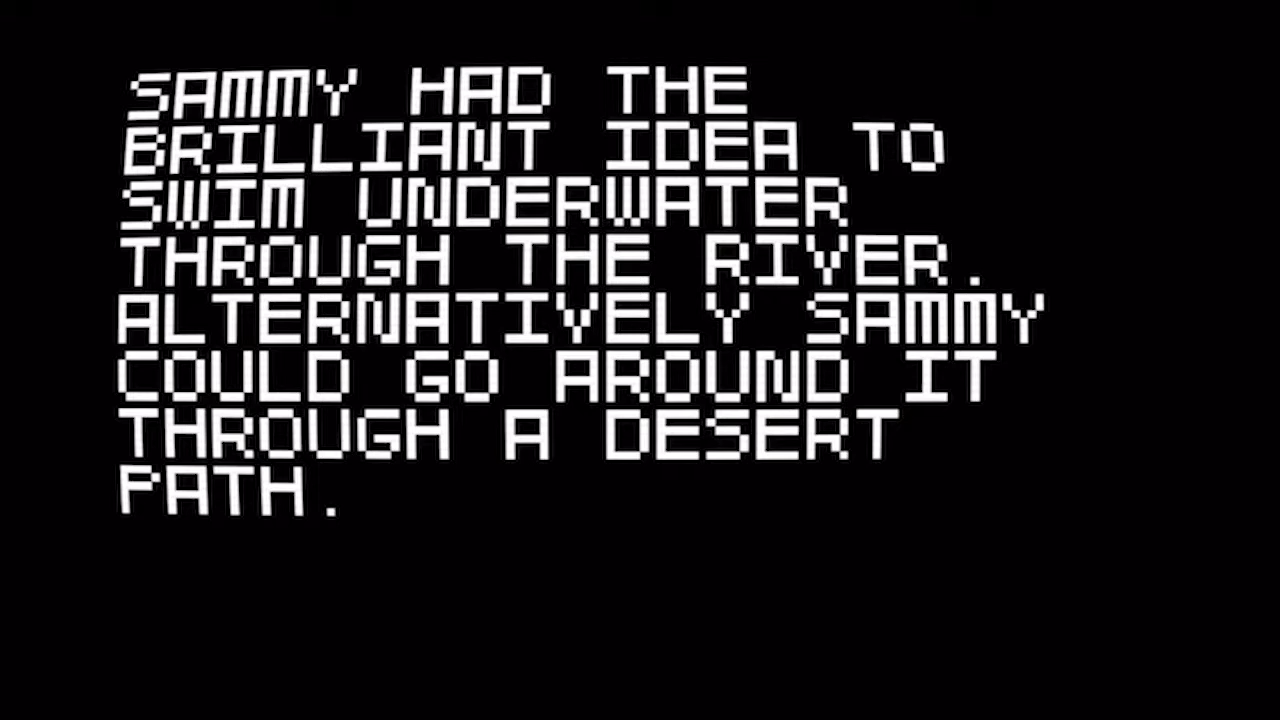 SAMMY HAD THE
BRILLIANT IDEA TO
SWIM UNDERWATER
THROUGH THE RIVER.
ALTERNATIVELY SAMMY
COULD GO AROUND IT
THROUGH A DESERT
PATH.